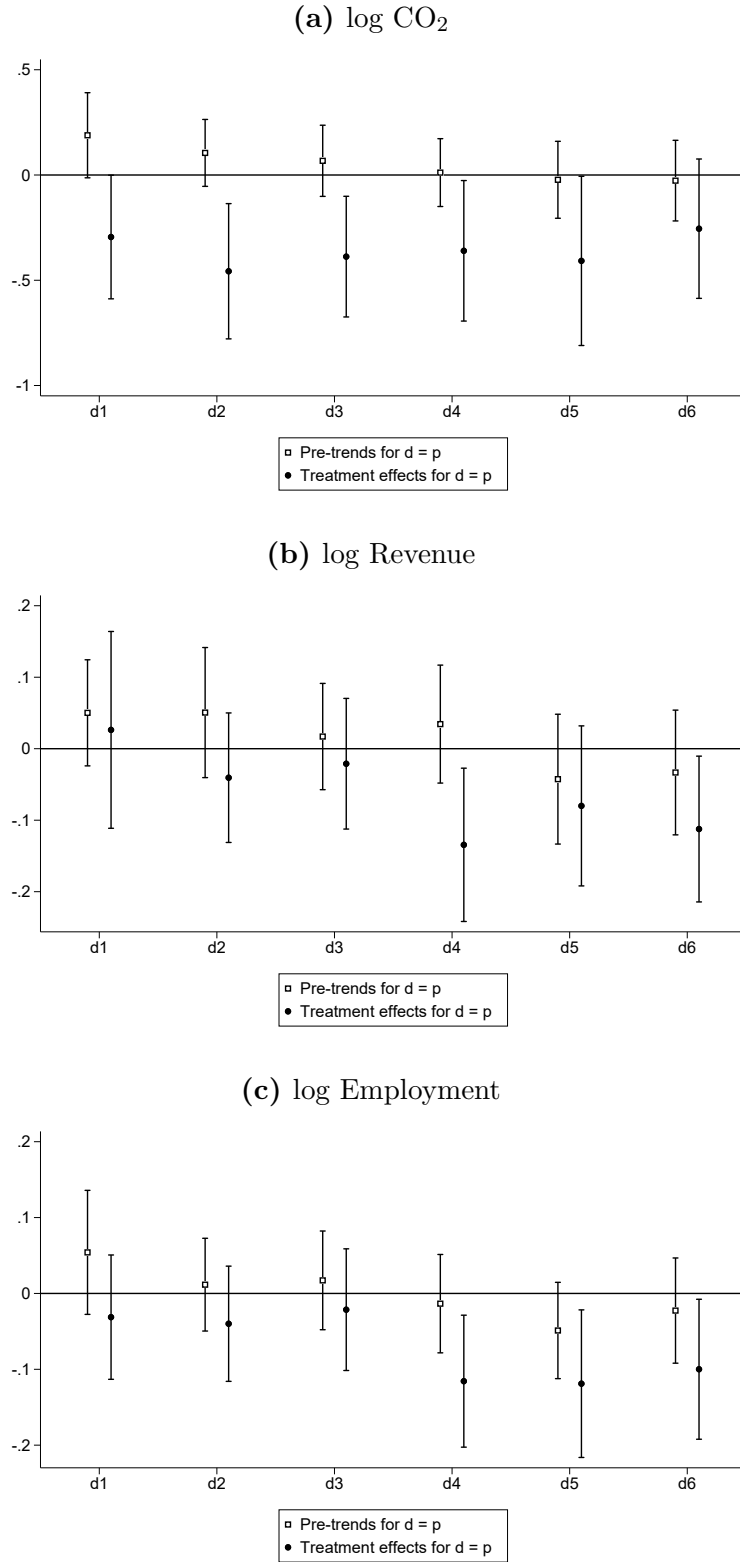 (a) log CO₂
.5
0
-.5
-1
d1 d2 d3 d4 d5 d6
Pre-trends for d = p
Treatment effects for d = p
(b) log Revenue
.2
.1
0
-.1
-.2
d1 d2 d3 d4 d5 d6
Pre-trends for d = p
Treatment effects for d = p
(c) log Employment
.2
.1
0
-.1
-.2
d1 d2 d3 d4 d5 d6
Pre-trends for d = p
Treatment effects for d = p